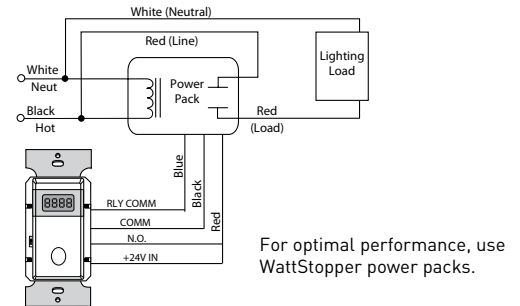 White (Neutral)
Red (Line)
Lighting
Load
White
Neut
Power
Pack
Black
Hot
Red
(Load)
Blue
Black
Red
8888
RLY COMM
COMM
N.O.
+24V IN
For optimal performance, use
WattStopper power packs.